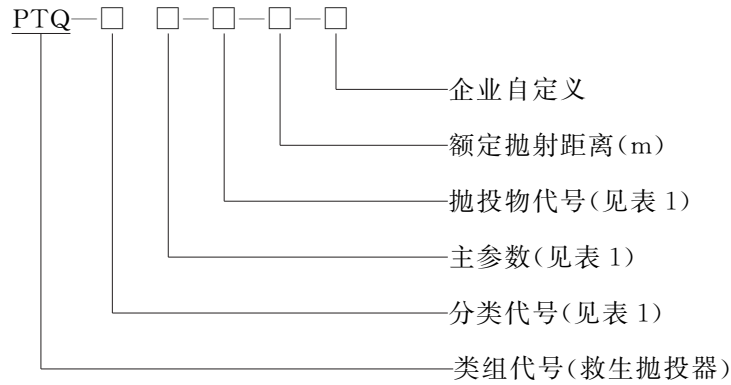 PTQ—□ □—□—□—□
企业自定义
额定抛射距离(m)
抛投物代号(见表 1)
主参数(见表 1)
分类代号(见表 1)
类组代号(救生抛投器)